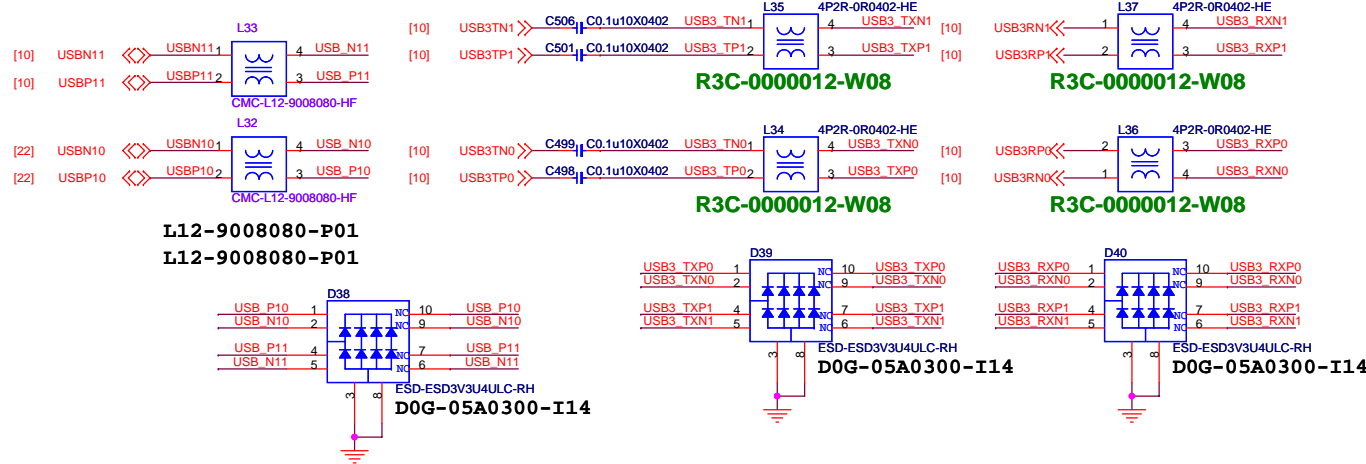 L33
[10] USBN11 USBN11 1 4 USB_N11
[10] USBP11 USBP11 2 3 USB_P11
CMC-L12-9008080-HF
L32
[22] USBN10 USBN10 1 4 USB_N10
[22] USBP10 USBP10 2 3 USB_P10
CMC-L12-9008080-HF
L12-9008080-P01
L12-9008080-P01
L35 4P2R-0R0402-HE
[10] USB3TN1 C506 C0.1u10X0402 USB3_TN1 1 4 USB3_TXN1
[10] USB3TP1 C501 C0.1u10X0402 USB3_TP1 2 3 USB3_TXP1
R3C-0000012-W08
L34 4P2R-0R0402-HE
[10] USB3TN0 C499 C0.1u10X0402 USB3_TN0 1 4 USB3_TXN0
[10] USB3TP0 C498 C0.1u10X0402 USB3_TP0 2 3 USB3_TXP0
R3C-0000012-W08
L37 4P2R-0R0402-HE
[10] USB3RN1 1 4 USB3_RXN1
[10] USB3RP1 2 3 USB3_RXP1
R3C-0000012-W08
L36 4P2R-0R0402-HE
[10] USB3RP0 2 3 USB3_RXP0
[10] USB3RN0 1 4 USB3_RXN0
R3C-0000012-W08
D38
USB_P10 1 NC 10 USB_P10
USB_N10 2 NC 9 USB_N10
USB_P11 4 NC 7 USB_P11
USB_N11 5 NC 6 USB_N11
3 8
ESD-ESD3V3U4ULC-RH
D0G-05A0300-I14
D39
USB3_TXP0 1 NC 10 USB3_TXP0
USB3_TXN0 2 NC 9 USB3_TXN0
USB3_TXP1 4 NC 7 USB3_TXP1
USB3_TXN1 5 NC 6 USB3_TXN1
3 8
ESD-ESD3V3U4ULC-RH
D0G-05A0300-I14
D40
USB3_RXP0 1 NC 10 USB3_RXP0
USB3_RXN0 2 NC 9 USB3_RXN0
USB3_RXP1 4 NC 7 USB3_RXP1
USB3_RXN1 5 NC 6 USB3_RXN1
3 8
ESD-ESD3V3U4ULC-RH
D0G-05A0300-I14